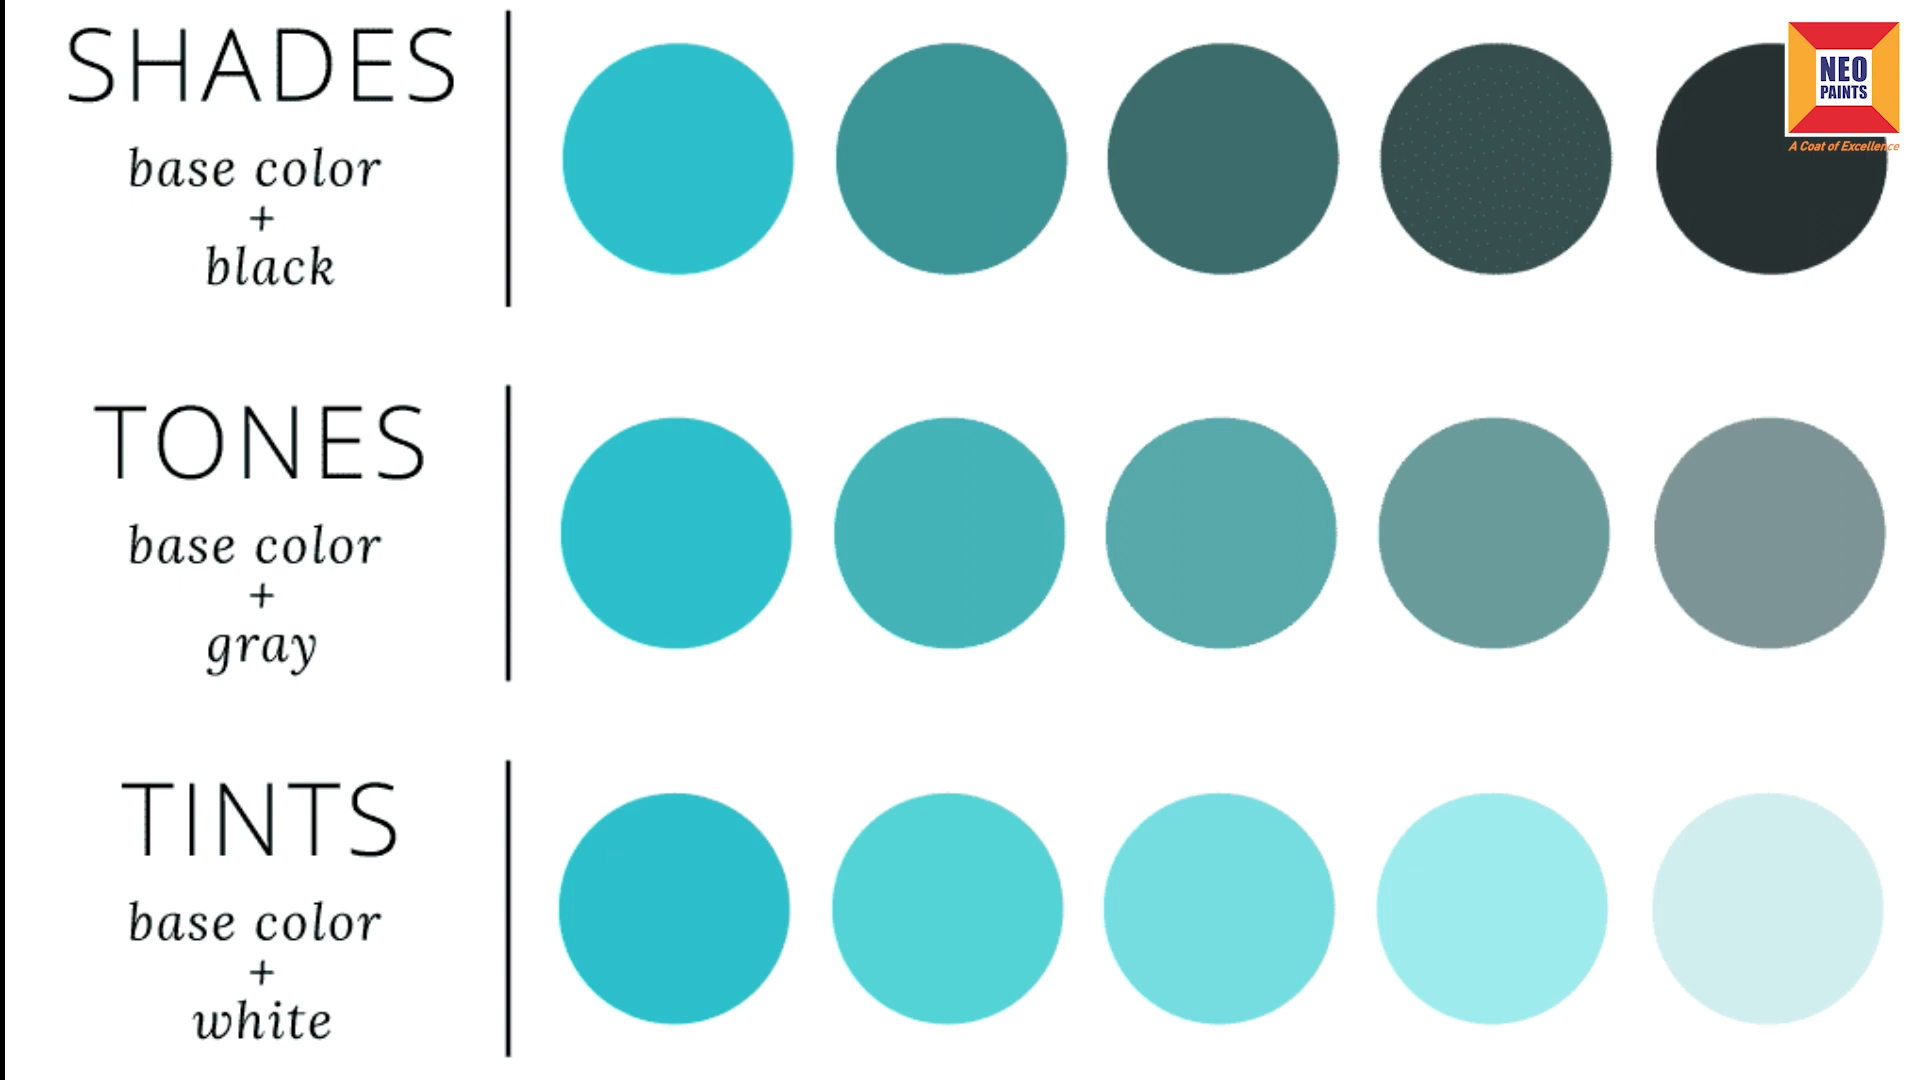 SHADES
base color
+
black
NEO
PAINTS
A Coat of Excellence
TONES
base color
+
gray
TINTS
base color
+
white